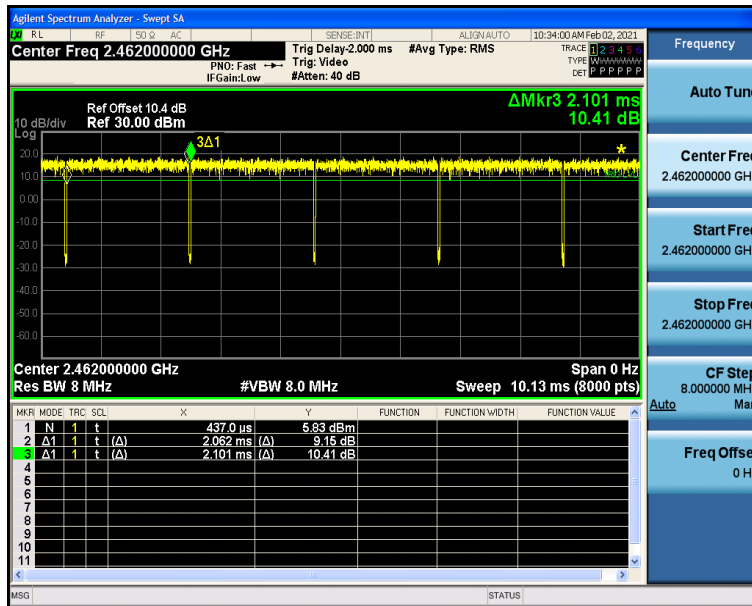 Agilent Spectrum Analyzer - Swept SA
LXI RL RF 50 Ω AC SENSE:INT ALIGNAUTO 10:34:00 AM Feb 02, 2021
Center Freq 2.462000000 GHz
PNO: Fast
IFGain:Low
Trig Delay-2.000 ms
Trig: Video
#Atten: 40 dB
#Avg Type: RMS
TRACE 1 2 3 4 5 6
TYPE WWWWWW
DET P P P P P P
Ref Offset 10.4 dB
10 dB/div Ref 30.00 dBm
ΔMkr3 2.101 ms
10.41 dB
Log
20.0
10.0
0.00
-10.0
-20.0
-30.0
-40.0
-50.0
-60.0
3Δ1
*
Center 2.462000000 GHz Span 0 Hz
Res BW 8 MHz #VBW 8.0 MHz Sweep 10.13 ms (8000 pts)
MKR MODE TRC SCL X Y FUNCTION FUNCTION WIDTH FUNCTION VALUE
1 N 1 t 437.0 µs 5.83 dBm
2 Δ1 1 t (Δ) 2.062 ms (Δ) 9.15 dB
3 Δ1 1 t (Δ) 2.101 ms (Δ) 10.41 dB
4
5
6
7
8
9
10
11
MSG STATUS
Frequency
Auto Tune
Center Freq
2.462000000 GH
Start Freq
2.462000000 GH
Stop Freq
2.462000000 GH
CF Step
8.000000 MH
Auto Man
Freq Offse
0 H